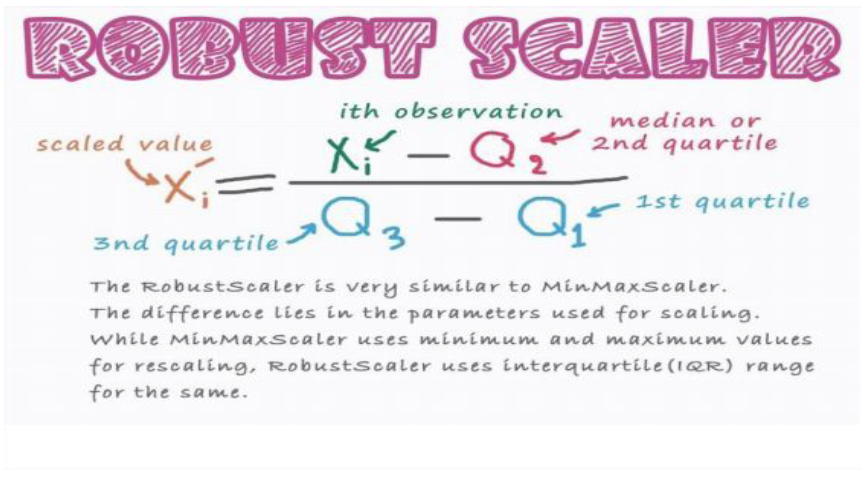 ROBUST SCALER
ith observation
scaled value
median or
2nd quartile
Xi' = Xi – Q2
Q3 – Q1
1st quartile
3nd quartile
The RobustScaler is very similar to MinMaxScaler.
The difference lies in the parameters used for scaling.
While MinMaxScaler uses minimum and maximum values
for rescaling, RobustScaler uses interquartile(IQR) range
for the same.